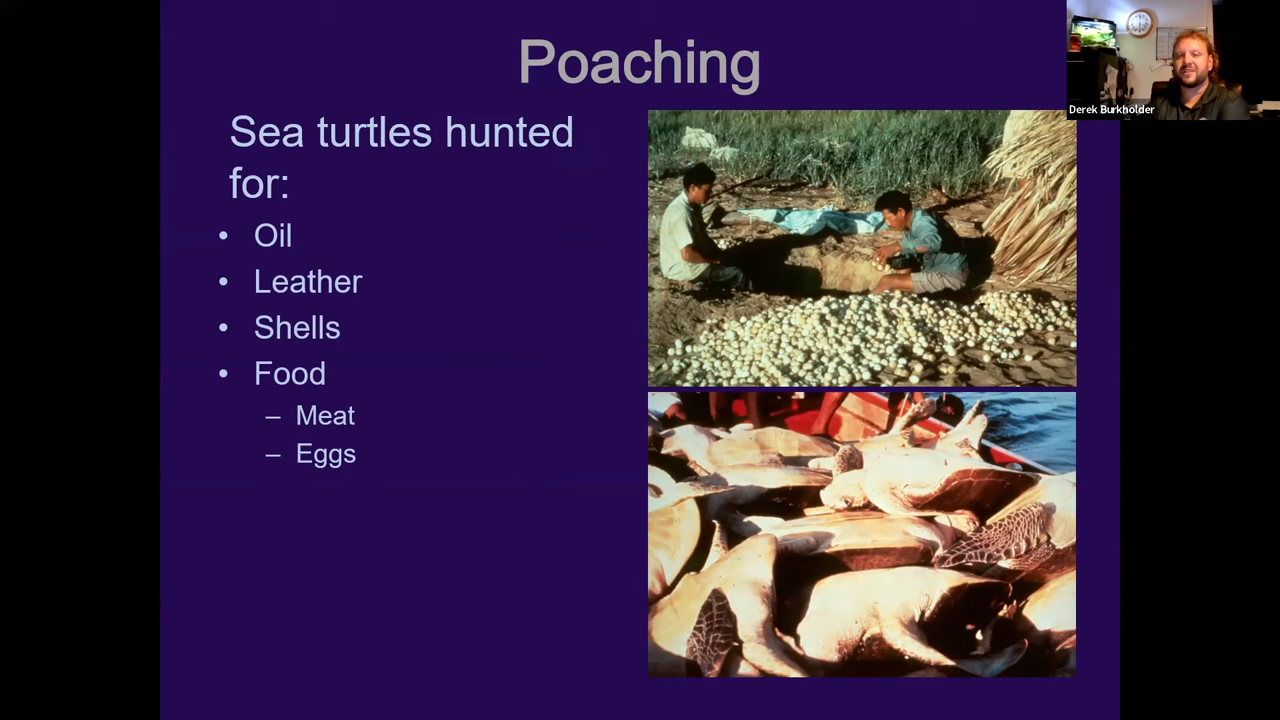 Poaching
Sea turtles hunted
for:
• Oil
• Leather
• Shells
• Food
– Meat
– Eggs
Derek Burkholder